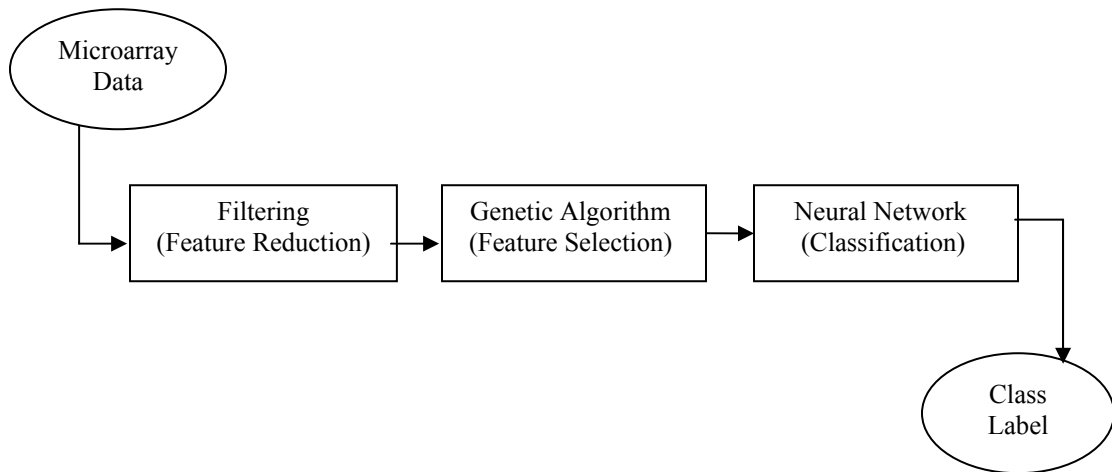 Microarray
Data
Filtering
(Feature Reduction)
Genetic Algorithm
(Feature Selection)
Neural Network
(Classification)
Class
Label